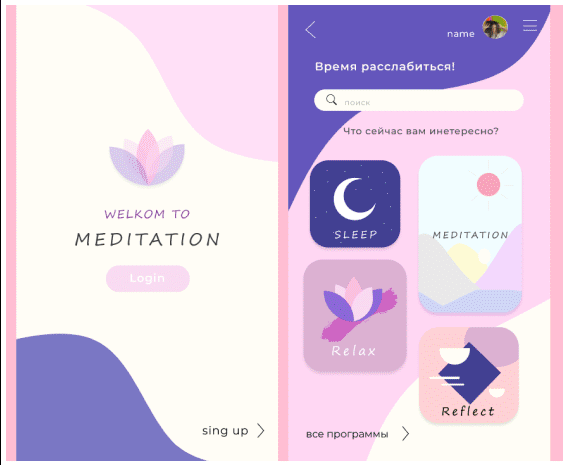 WELKOM TO
MEDITATION
Login
sing up
name
Время расслабиться!
поиск
Что сейчас вам инетересно?
SLEEP
MEDITATION
Relax
Reflect
все программы